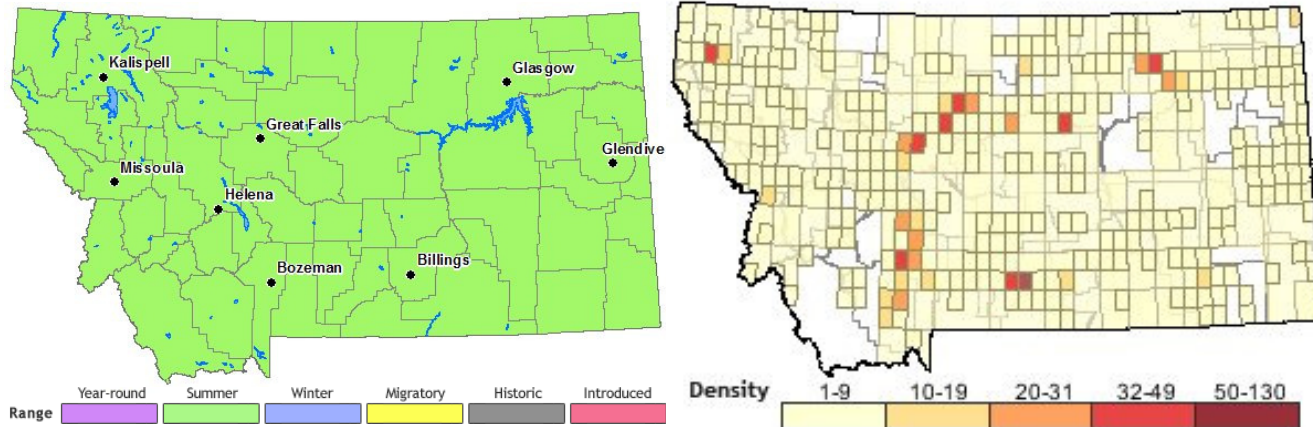 Kalispell
Glasgow
Great Falls
Glendive
Missoula
Helena
Bozeman
Billings
Year-round Summer Winter Migratory Historic Introduced
Range
Density 1-9 10-19 20-31 32-49 50-130